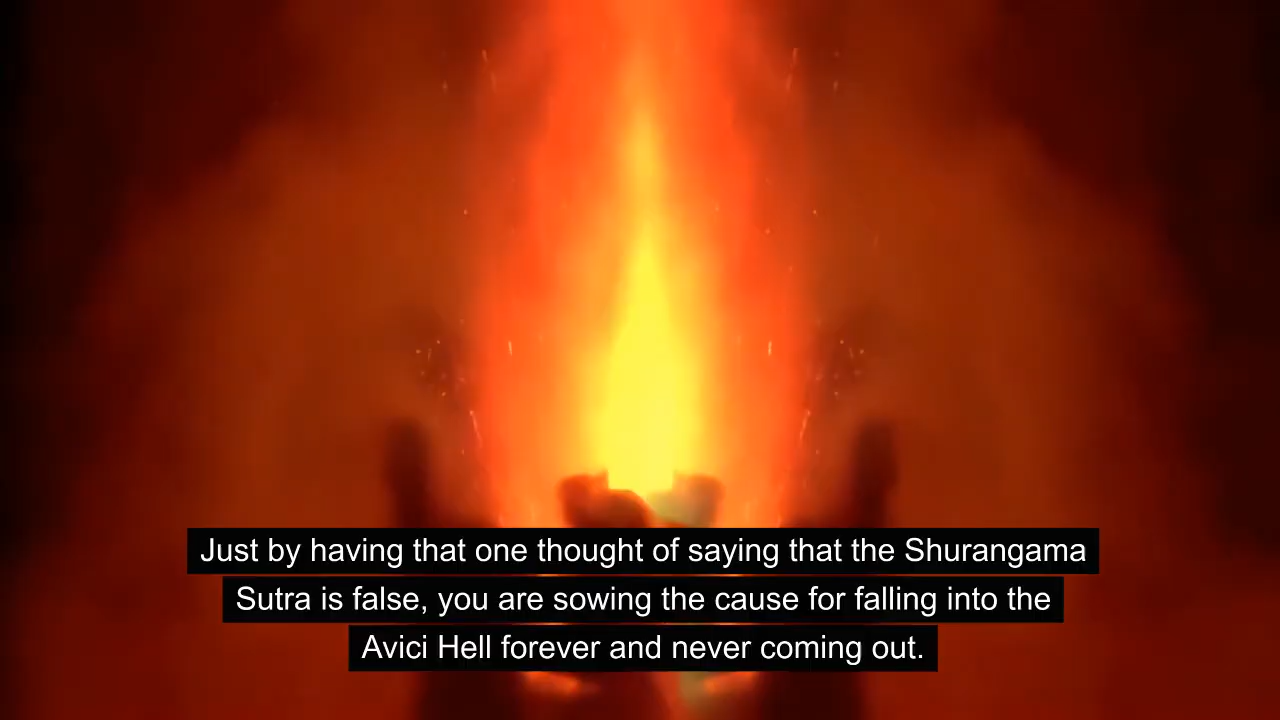 Just by having that one thought of saying that the Shurangama
Sutra is false, you are sowing the cause for falling into the
Avici Hell forever and never coming out.